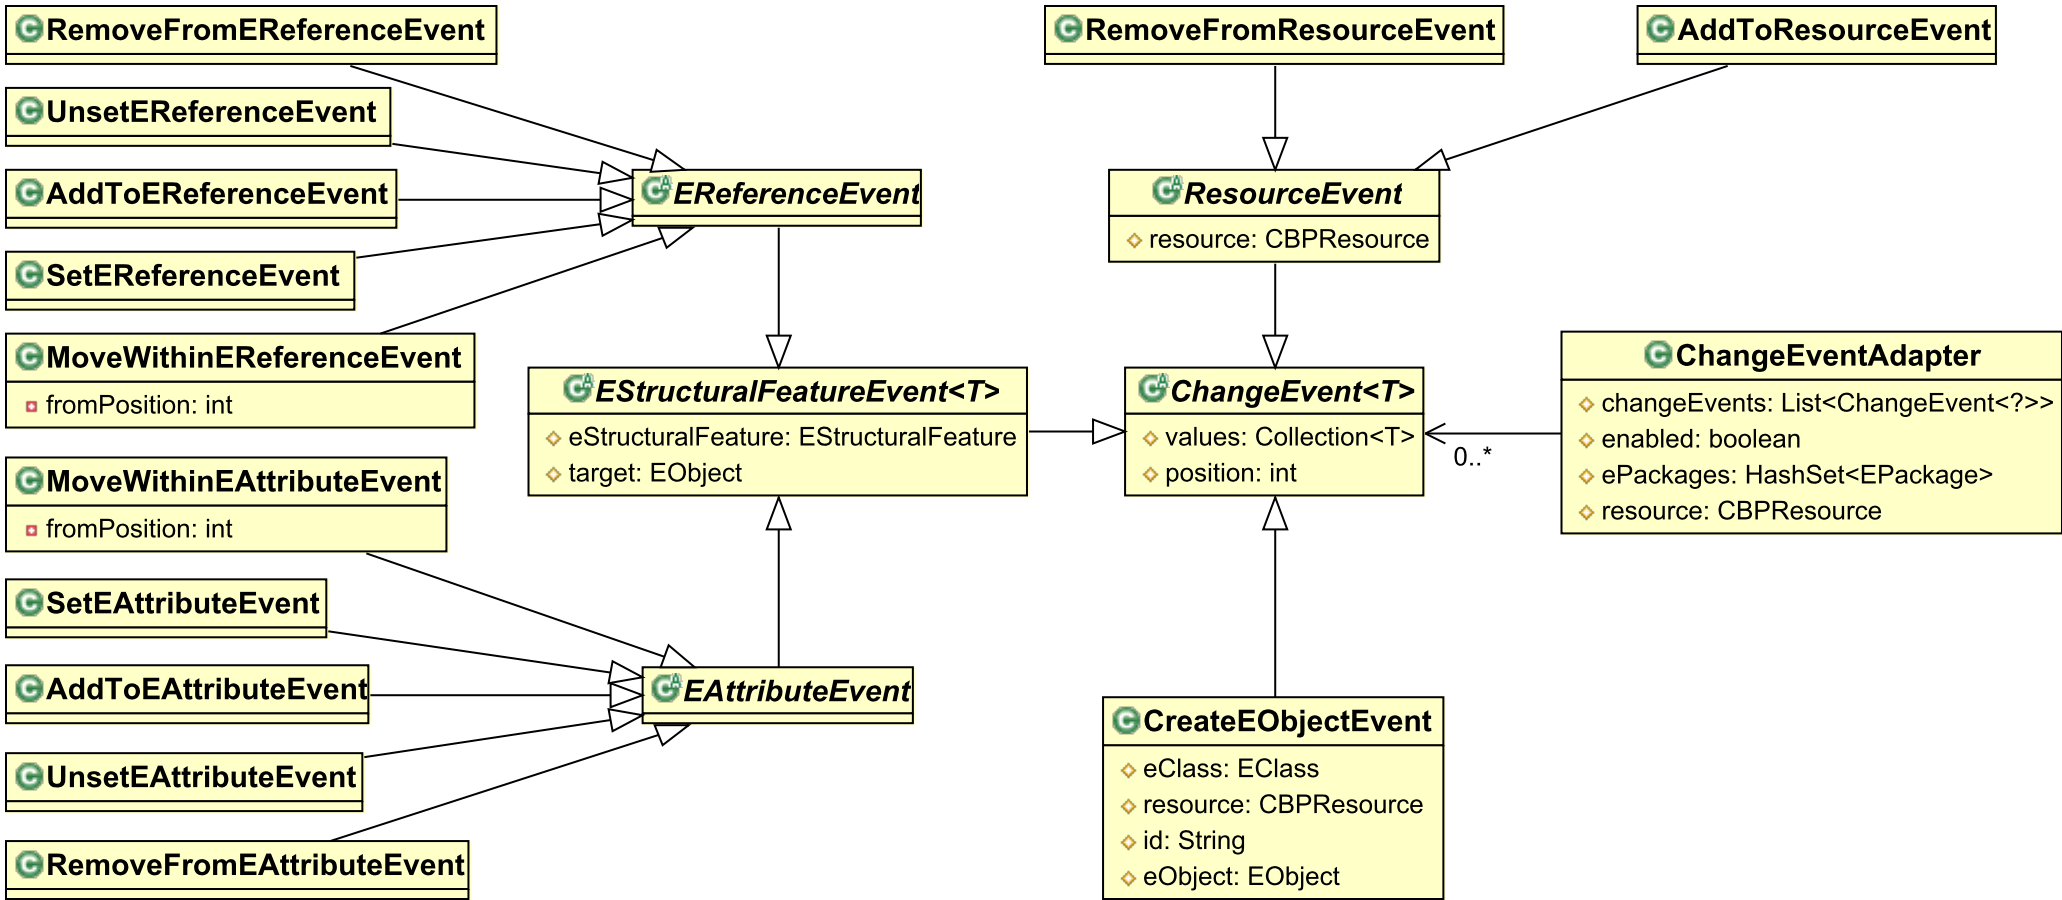 RemoveFromEReferenceEvent
UnsetEReferenceEvent
AddToEReferenceEvent
SetEReferenceEvent
MoveWithinEReferenceEvent
fromPosition: int
MoveWithinEAttributeEvent
fromPosition: int
SetEAttributeEvent
AddToEAttributeEvent
UnsetEAttributeEvent
RemoveFromEAttributeEvent
EReferenceEvent
EStructuralFeatureEvent<T>
eStructuralFeature: EStructuralFeature
target: EObject
EAttributeEvent
RemoveFromResourceEvent
AddToResourceEvent
ResourceEvent
resource: CBPResource
ChangeEvent<T>
values: Collection<T>
position: int
0..*
ChangeEventAdapter
changeEvents: List<ChangeEvent<?>>
enabled: boolean
ePackages: HashSet<EPackage>
resource: CBPResource
CreateEObjectEvent
eClass: EClass
resource: CBPResource
id: String
eObject: EObject